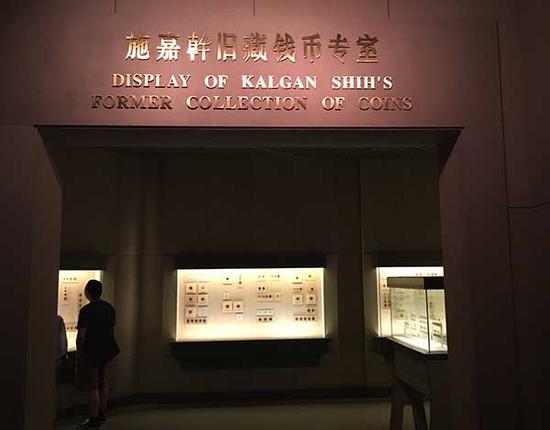 施嘉幹旧藏钱币专室
DISPLAY OF KALGAN SHIH'S
FORMER COLLECTION OF COINS